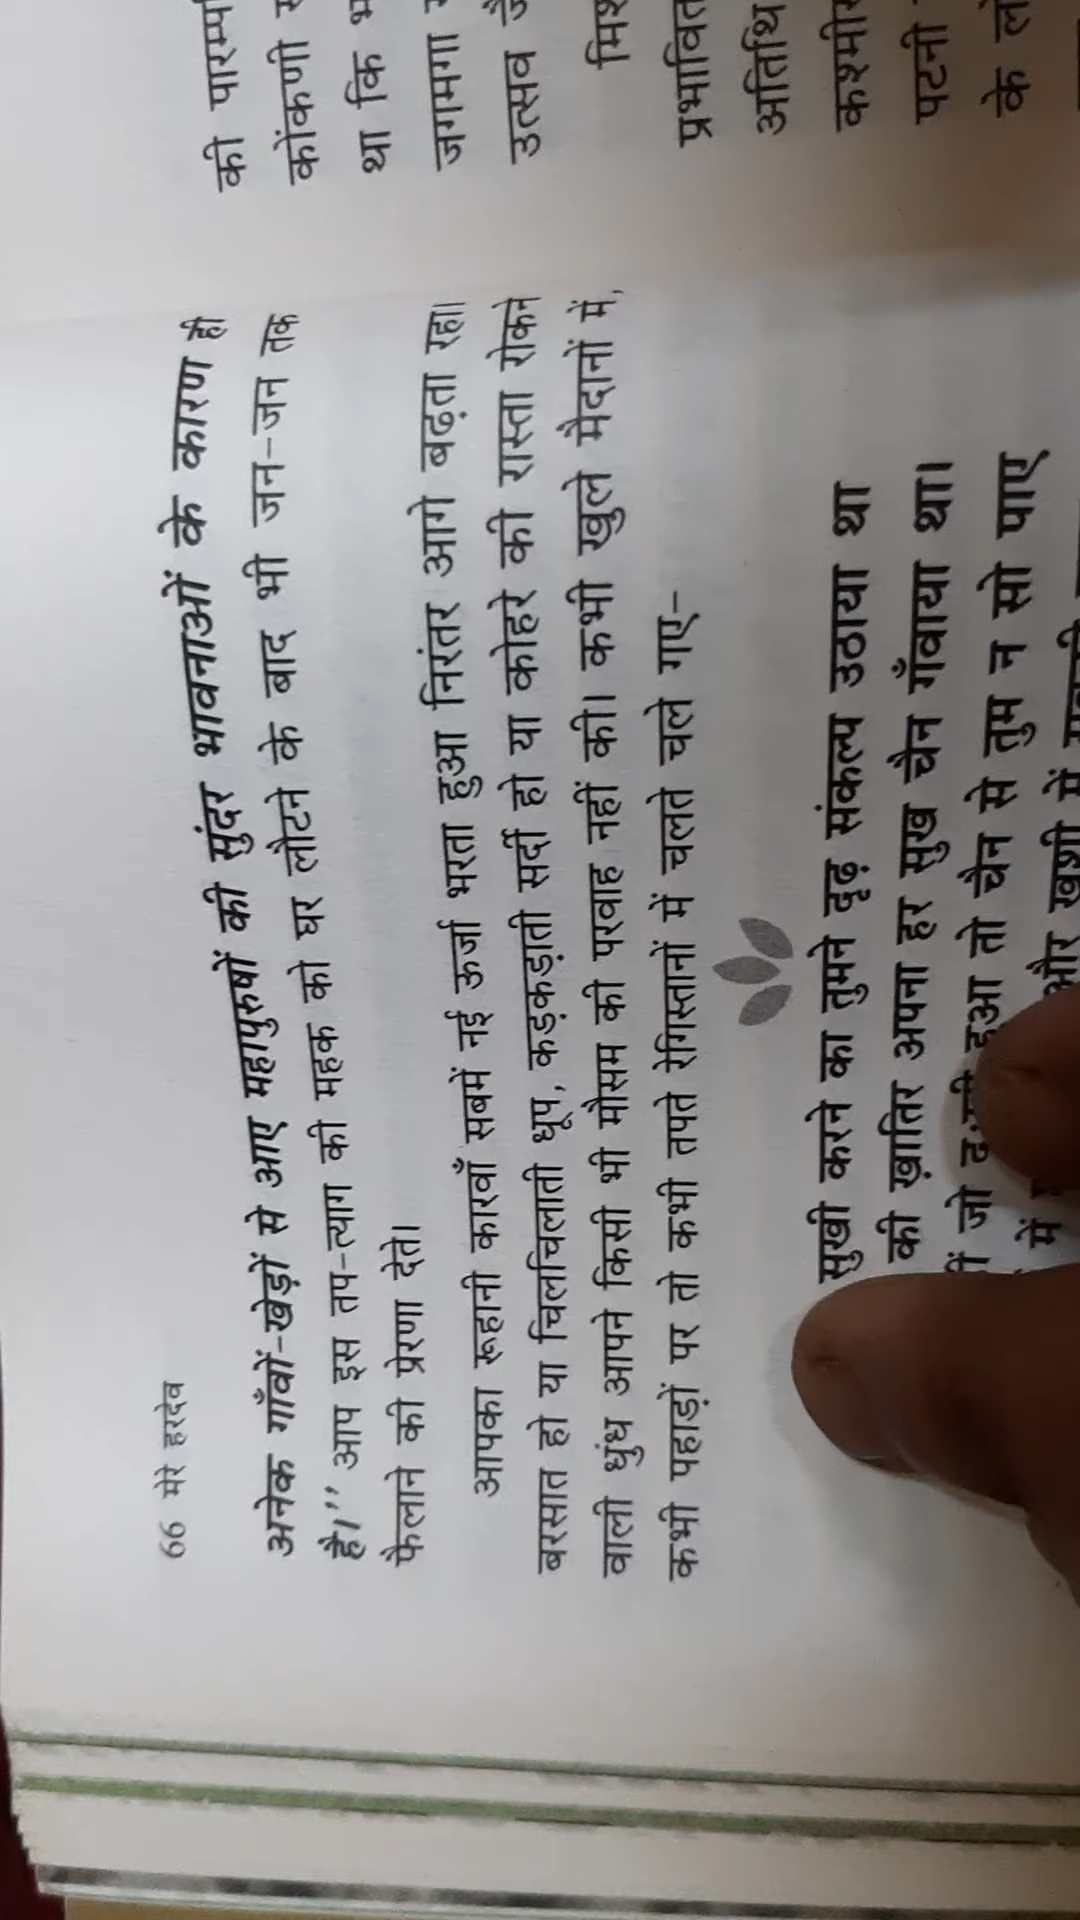 66 मेरे हरदेव
अनेक गाँवों-खेड़ों से आए महापुरुषों की सुंदर भावनाओं के कारण ही
है।'' आप इस तप-त्याग की महक को घर लौटने के बाद भी जन-जन तक
फैलाने की प्रेरणा देते।
आपका रूहानी कारवाँ सबमें नई ऊर्जा भरता हुआ निरंतर आगे बढ़ता रहा।
बरसात हो या चिलचिलाती धूप, कड़कड़ाती सर्दी हो या कोहरे की रास्ता रोकने
वाली धुंध आपने किसी भी मौसम की परवाह नहीं की। कभी खुले मैदानों में,
कभी पहाड़ों पर तो कभी तपते रेगिस्तानों में चलते चले गए-
सुखी करने का तुमने दृढ़ संकल्प उठाया था
की ख़ातिर अपना हर सुख चैन गँवाया था।
जो हुआ तो चैन से तुम न सो पाए
में और खुशी में
की
कोंकणी
था कि
जगमगा
उत्सव
प्रभावित
अतिथि
पटनी
के